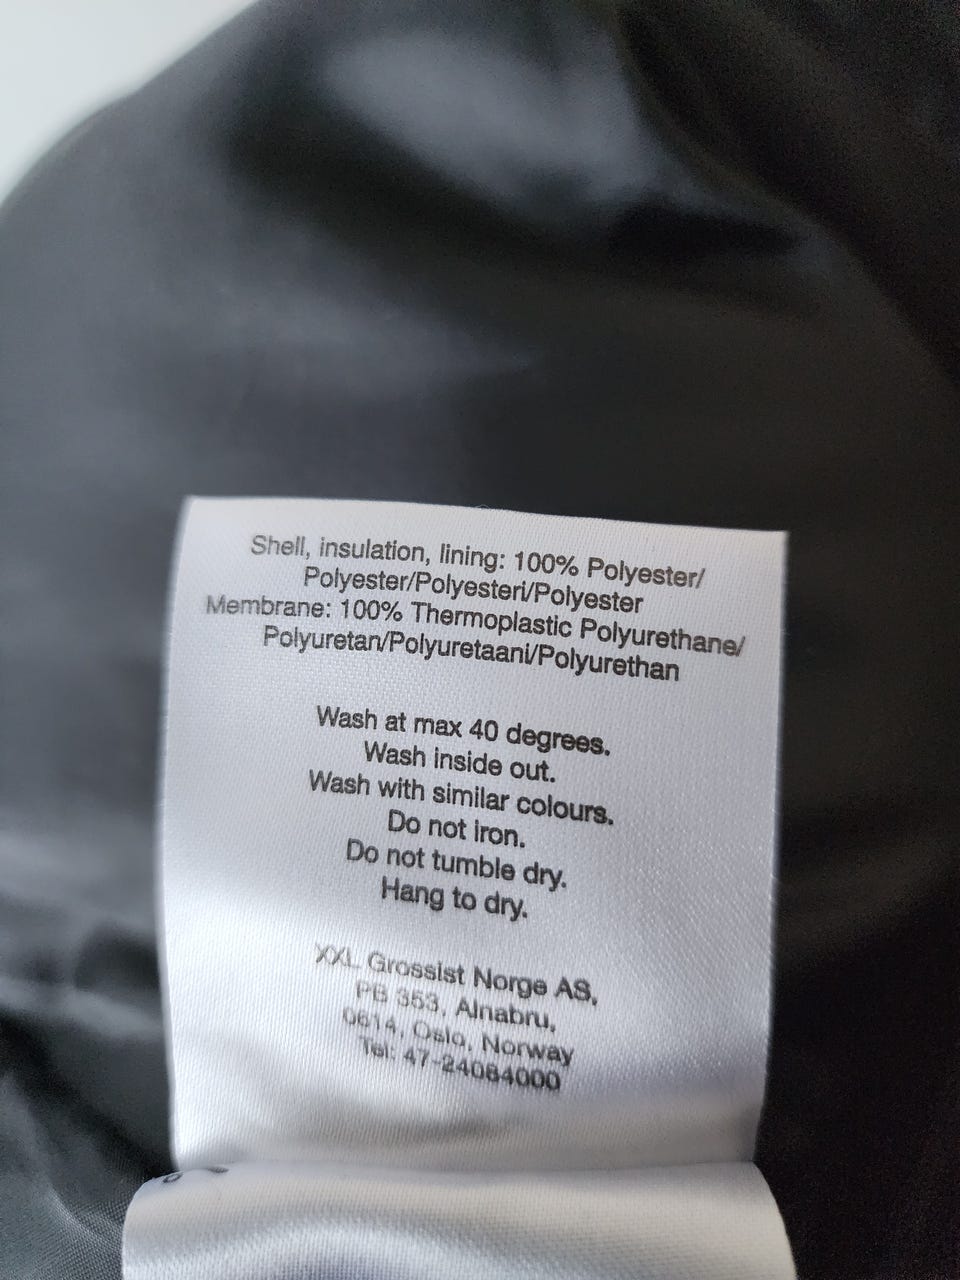 Shell, insulation, lining: 100% Polyester/
Polyester/Polyesteri/Polyester
Membrane: 100% Thermoplastic Polyurethane/
Polyuretan/Polyuretaani/Polyurethan
Wash at max 40 degrees.
Wash inside out.
Wash with similar colours.
Do not iron.
Do not tumble dry.
Hang to dry.
XXL Grossist Norge AS,
PB 353, Alnabru,
0614, Oslo, Norway
Tel: 47-24084000